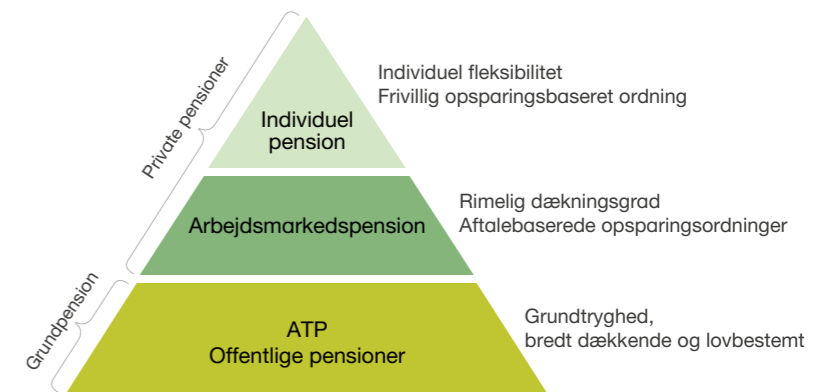 Private pensioner
Individuel
pension
Individuel fleksibilitet
Frivillig opsparingsbaseret ordning
Arbejdsmarkedspension
Rimelig dækningsgrad
Aftalebaserede opsparingsordninger
Grundpension
ATP
Offentlige pensioner
Grundtryghed,
bredt dækkende og lovbestemt